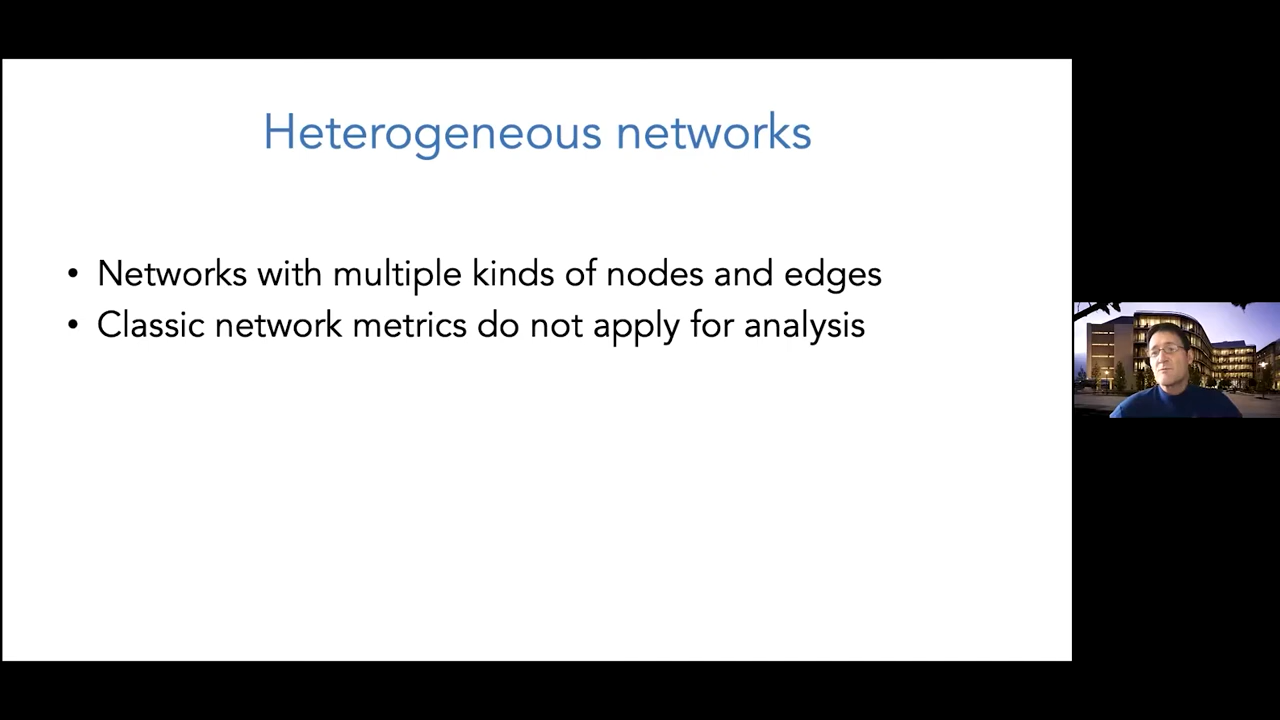 Heterogeneous networks
• Networks with multiple kinds of nodes and edges
• Classic network metrics do not apply for analysis